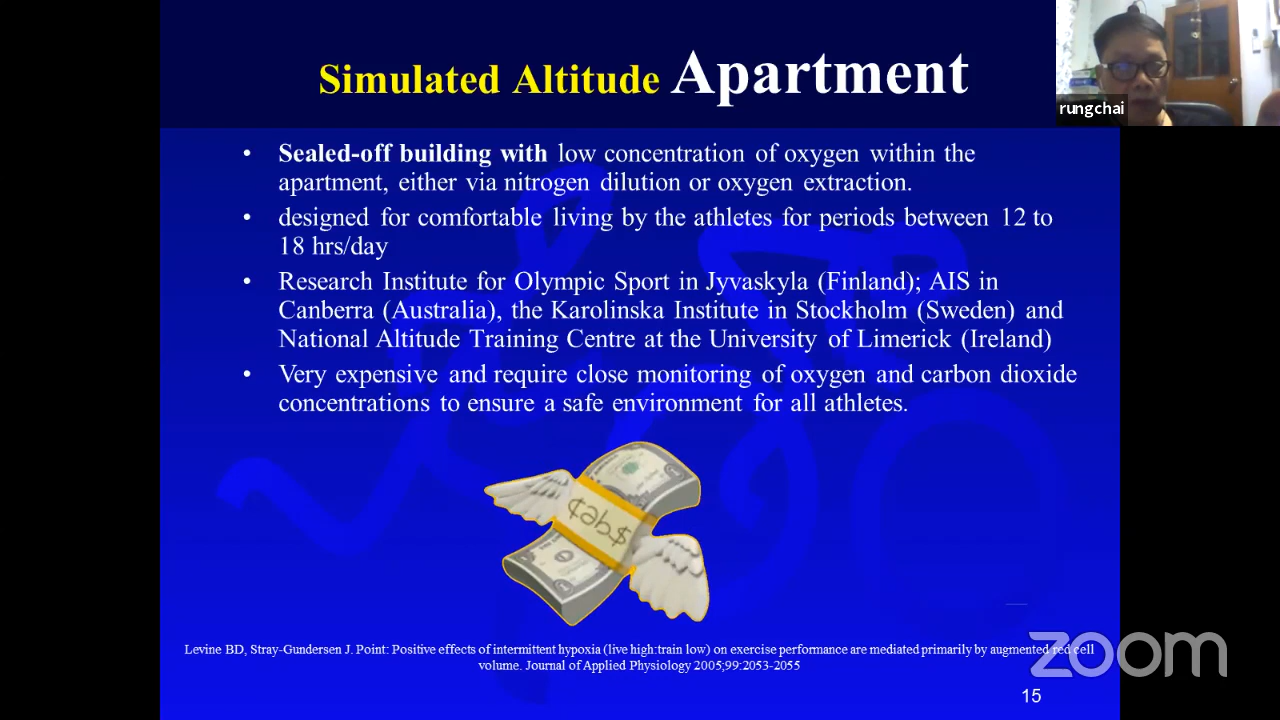 Simulated Altitude Apartment
rungchai
• Sealed-off building with low concentration of oxygen within the
apartment, either via nitrogen dilution or oxygen extraction.
• designed for comfortable living by the athletes for periods between 12 to
18 hrs/day
• Research Institute for Olympic Sport in Jyvaskyla (Finland); AIS in
Canberra (Australia), the Karolinska Institute in Stockholm (Sweden) and
National Altitude Training Centre at the University of Limerick (Ireland)
• Very expensive and require close monitoring of oxygen and carbon dioxide
concentrations to ensure a safe environment for all athletes.
Levine BD, Stray-Gundersen J. Point: Positive effects of intermittent hypoxia (live high:train low) on exercise performance are mediated primarily by augmented red cell
volume. Journal of Applied Physiology 2005;99:2053-2055
zoom
15